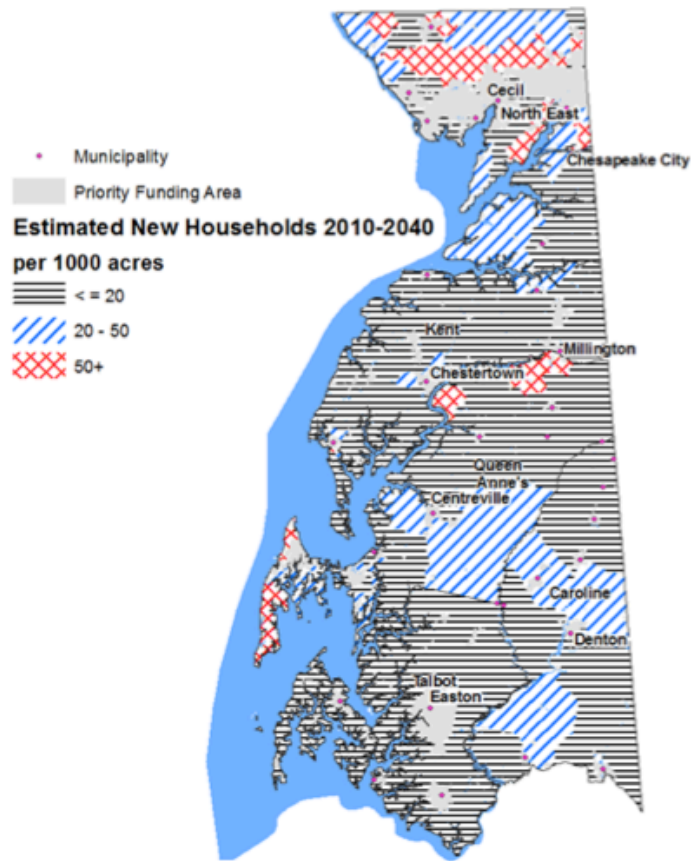 Municipality
Priority Funding Area
Estimated New Households 2010-2040
per 1000 acres
< = 20
20 - 50
50+
Cecil
North East
Chesapeake City
Kent
Millington
Chestertown
Queen
Anne's
Centreville
Caroline
Denton
Talbot
Easton